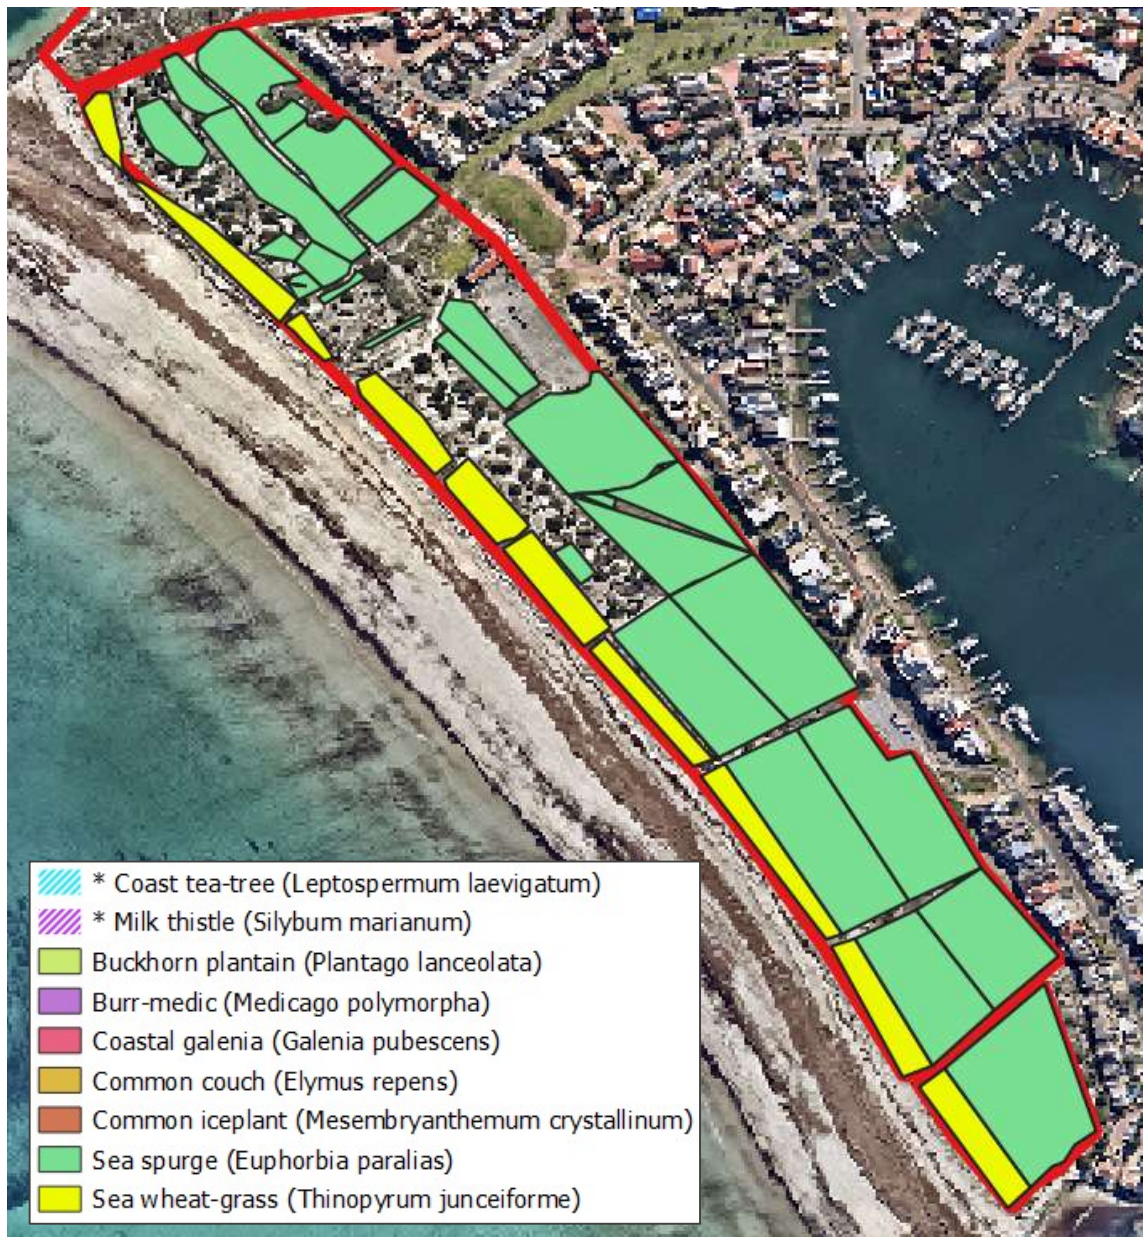 * Coast tea-tree (Leptospermum laevigatum)
* Milk thistle (Silybum marianum)
Buckhorn plantain (Plantago lanceolata)
Burr-medic (Medicago polymorpha)
Coastal galenia (Galenia pubescens)
Common couch (Elymus repens)
Common iceplant (Mesembryanthemum crystallinum)
Sea spurge (Euphorbia paralias)
Sea wheat-grass (Thinopyrum junceiforme)